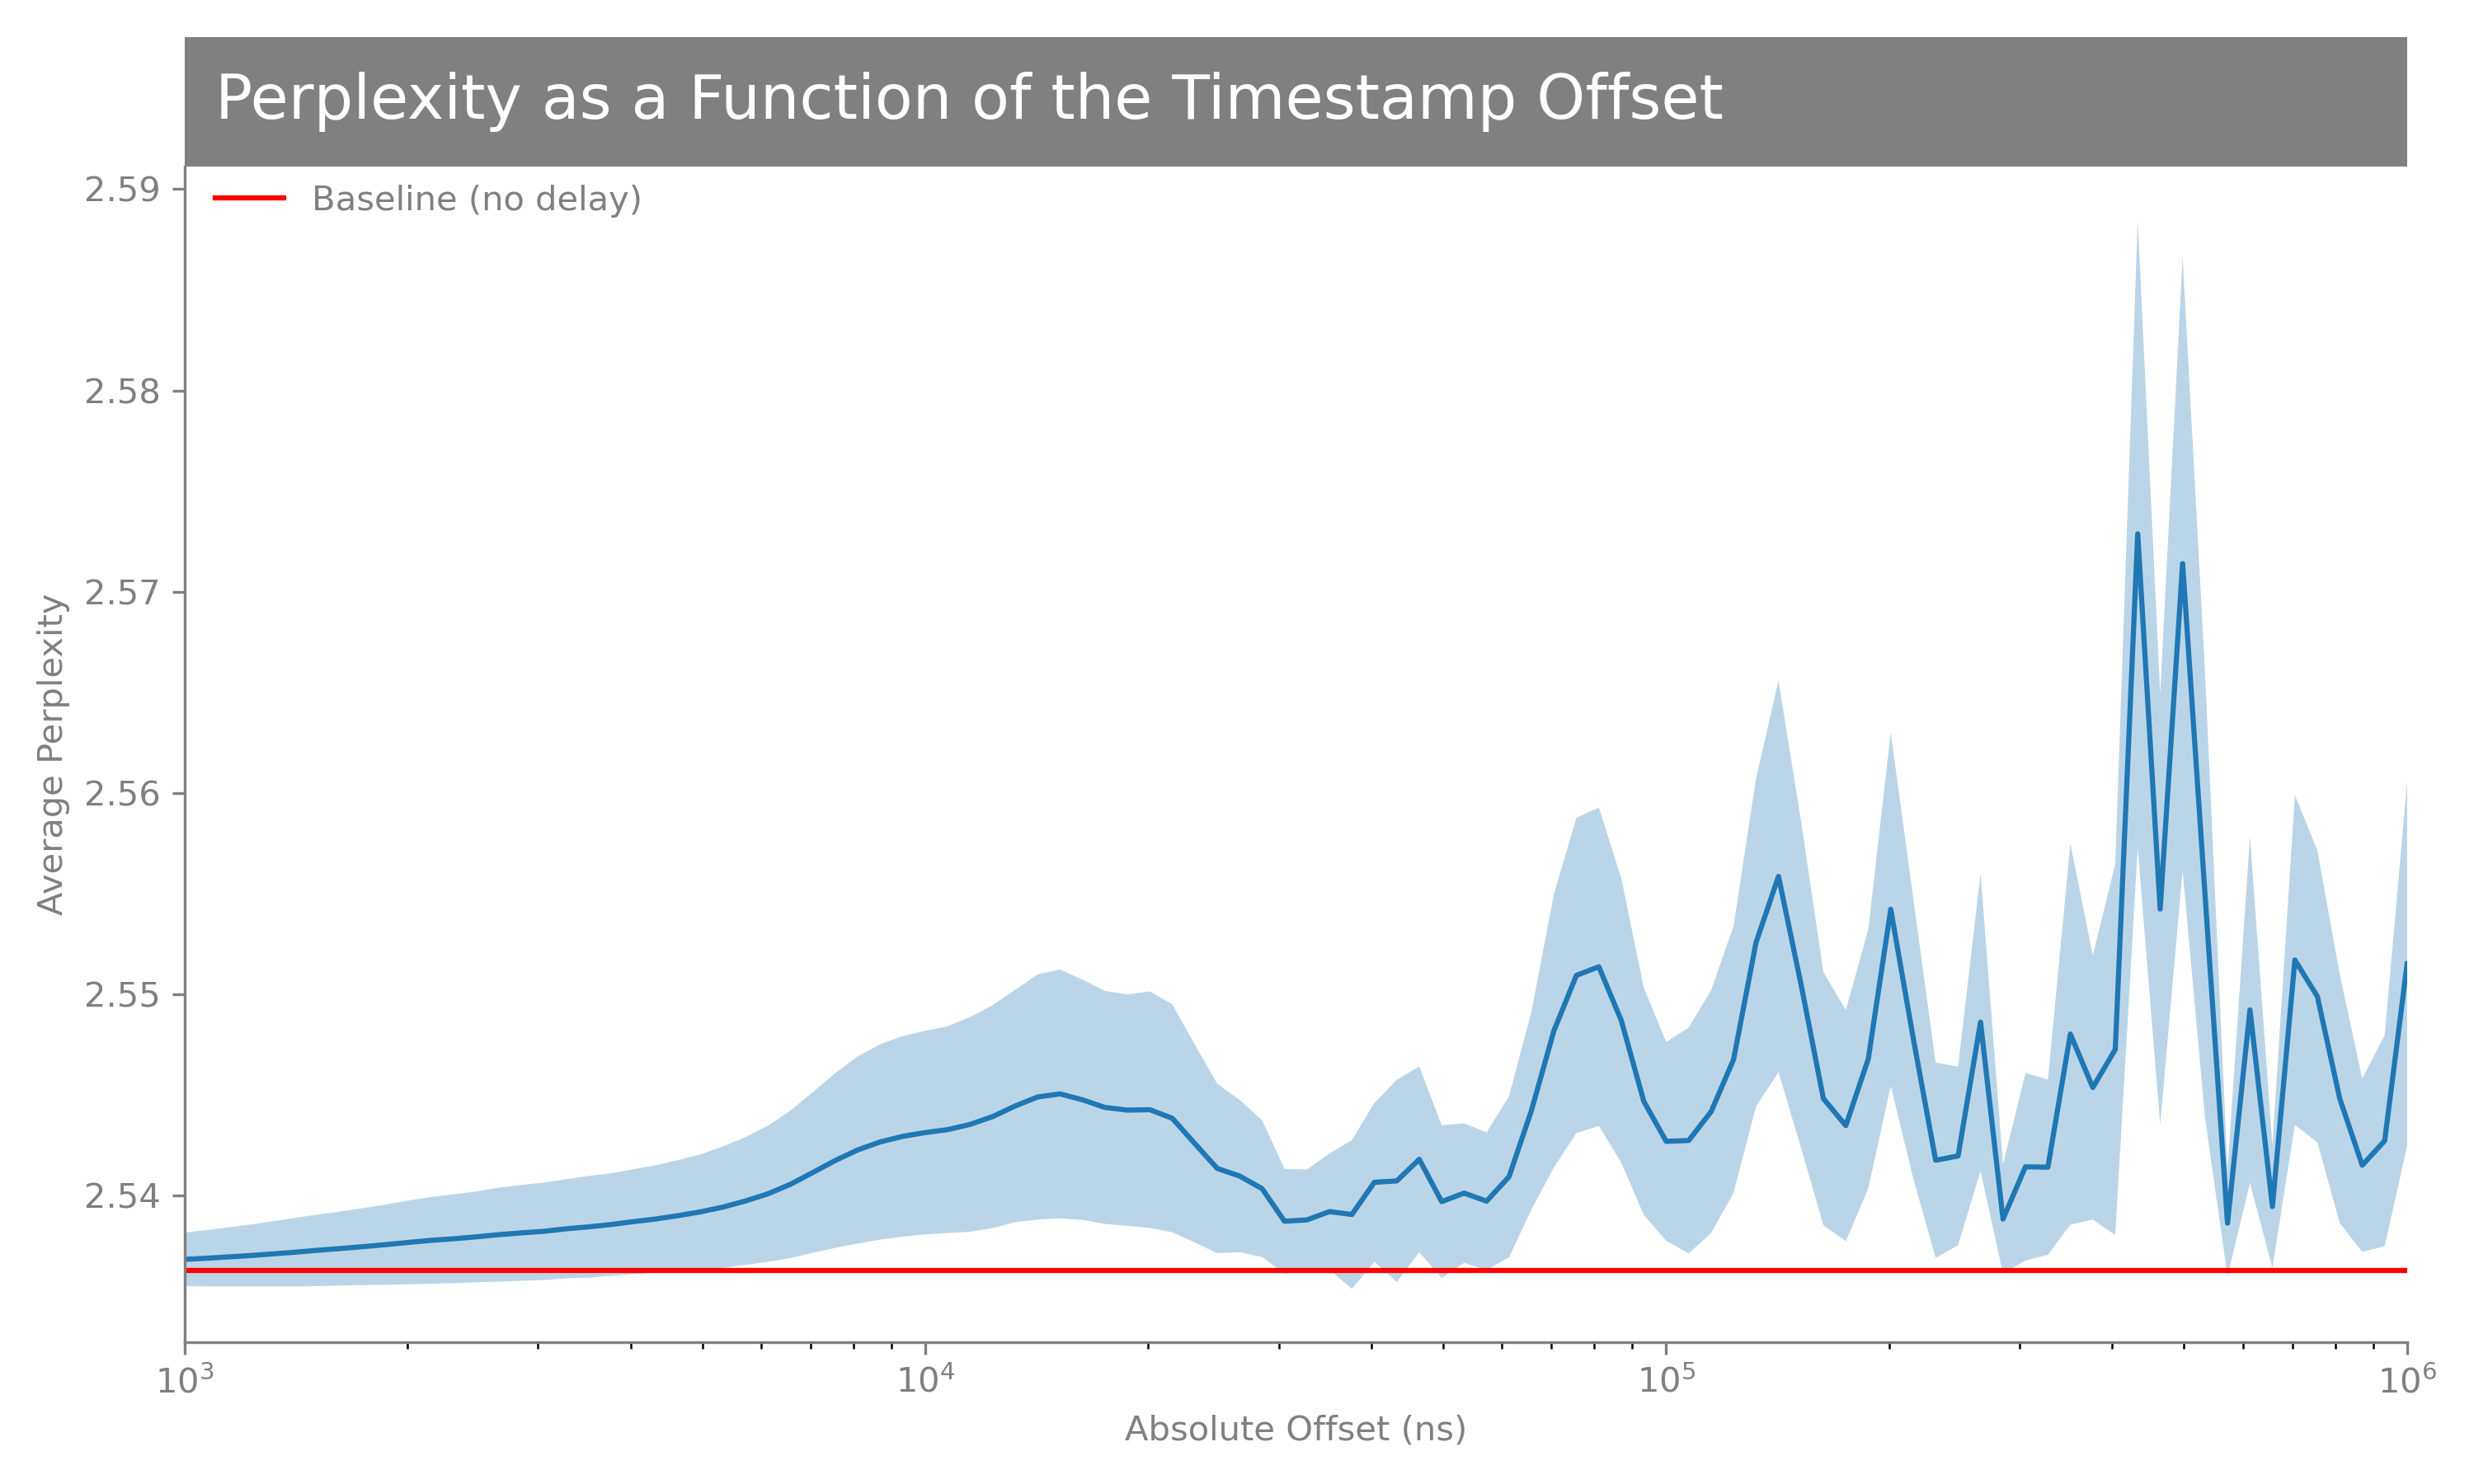 Perplexity as a Function of the Timestamp Offset
Baseline (no delay)
2.59
2.58
2.57
2.56
2.55
2.54
Average Perplexity
10³
10⁴
10⁵
10⁶
Absolute Offset (ns)